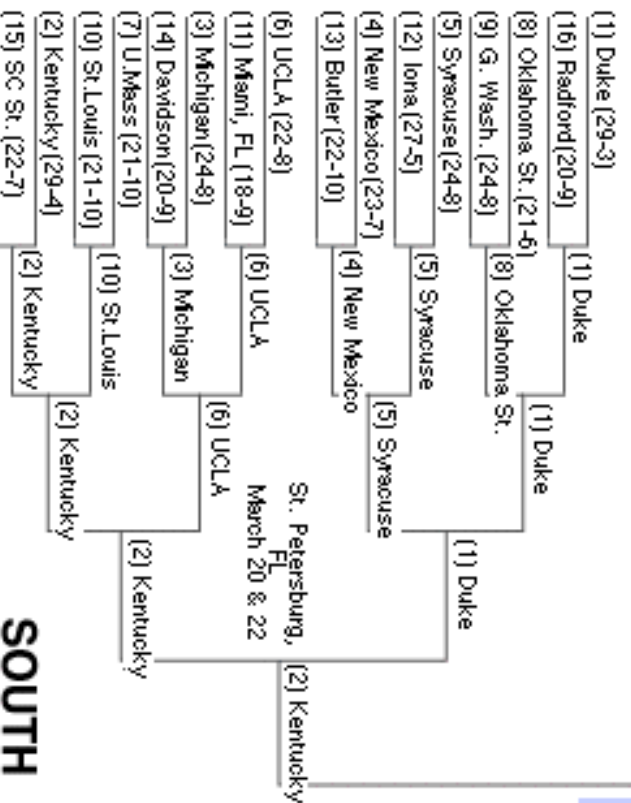 (1) Duke (29-3)
(16) Radford(20-9)
(8) Oklahoma St.(21-6)
(9) G. Wash. (24-8)
(5) Syracuse(24-8)
(12) Iona (27-5)
(4) New Mexico(23-7)
(13) Butler(22-10)
(6) UCLA (22-8)
(11) Miami, FL (18-9)
(3) Michigan(24-8)
(14) Davidson(20-9)
(7) U.Mass (21-10)
(10) St.Louis (21-10)
(2) Kentucky(29-4)
(15) SC St. (22-7)
(1) Duke
(8) Oklahoma St.
(5) Syracuse
(4) New Mexico
(6) UCLA
(3) Michigan
(10) St.Louis
(2) Kentucky
(1) Duke
(5) Syracuse
(6) UCLA
(2) Kentucky
St. Petersburg,
FL
March 20 & 22
(1) Duke
(2) Kentucky
(2) Kentucky
SOUTH